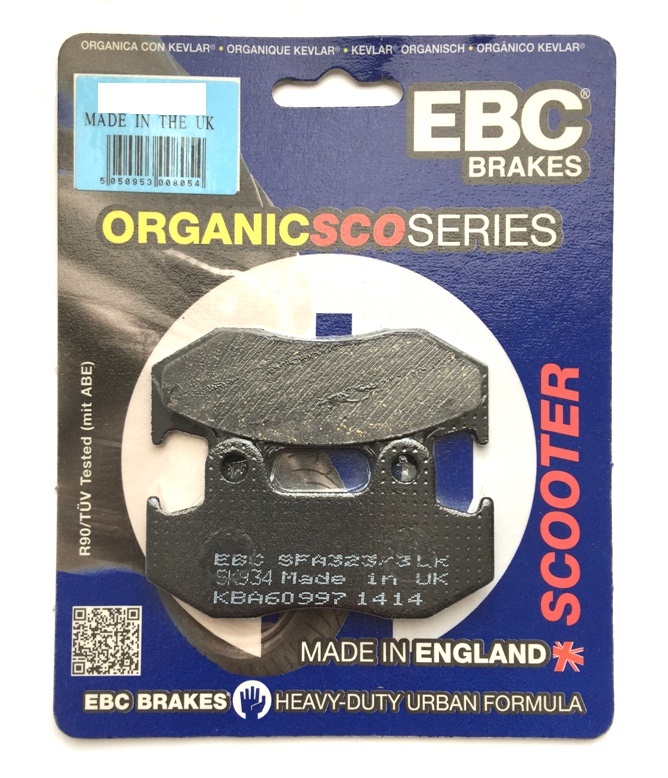 ORGANICA CON KEVLAR® • ORGANIQUE KEVLAR® • KEVLAR® ORGANISCH • ORGÂNICO KEVLAR®
MADE IN THE UK
5 050953 008054
EBC®
BRAKES
ORGANICSCOSERIES
R90/TÜV Tested (mit ABE)
SCOOTER
EBC SFA323/3LK
SK934 Made in UK
KBA60997 1414
MADE IN ENGLAND
EBC BRAKES HEAVY-DUTY URBAN FORMULA